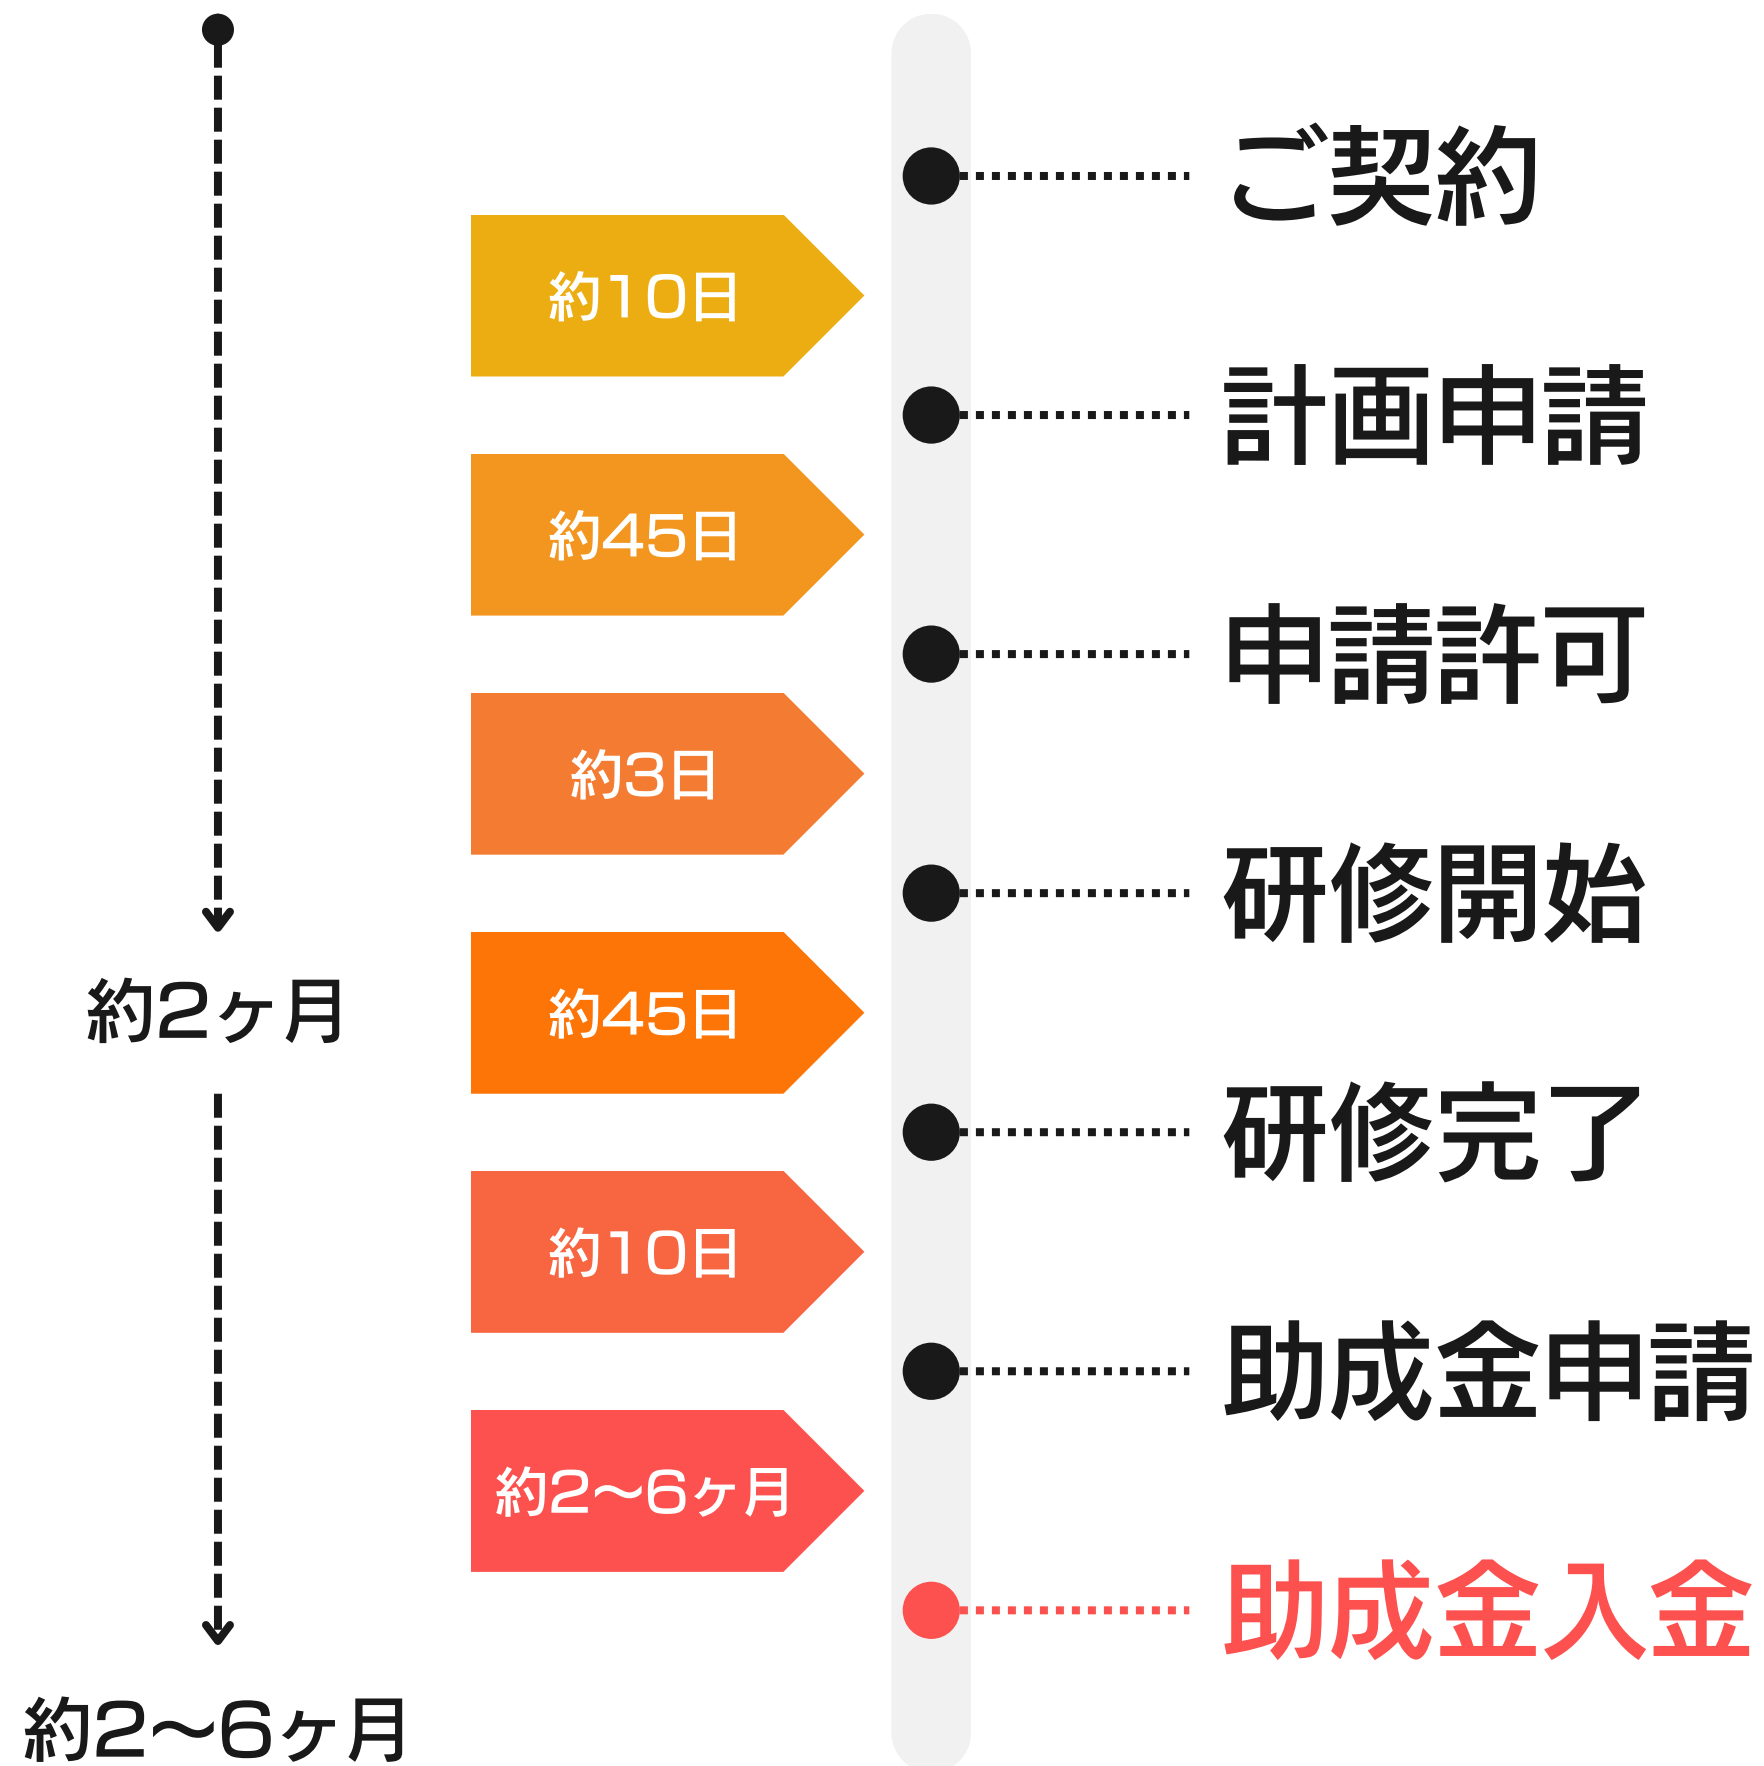 ご契約
約10日
計画申請
約45日
申請許可
約3日
研修開始
約2ヶ月
約45日
研修完了
約10日
助成金申請
約2〜6ヶ月
助成金入金
約2〜6ヶ月